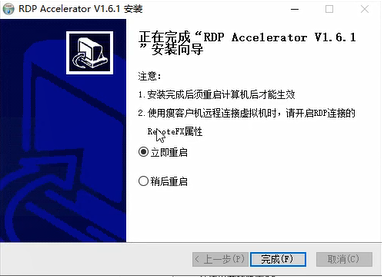 RDP Accelerator V1.6.1 安装
正在完成“RDP Accelerator V1.6.1
”安装向导
注意：
1.安装完成后须重启计算机后才能生效
2.使用瘦客户机远程连接虚拟机时，请开启RDP连接的
RemoteFX属性
立即重启
稍后重启
< 上一步(P)
完成(F)
取消(C)